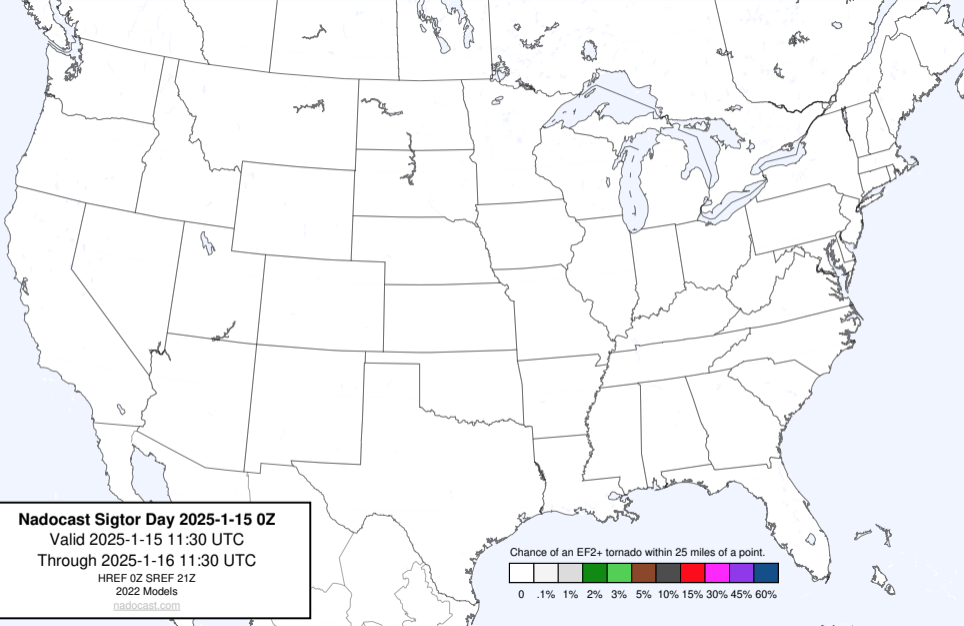 Nadocast Sigtor Day 2025-1-15 0Z
Valid 2025-1-15 11:30 UTC
Through 2025-1-16 11:30 UTC
HREF 0Z SREF 21Z
2022 Models
nadocast.com
Chance of an EF2+ tornado within 25 miles of a point.
0 .1% 1% 2% 3% 5% 10% 15% 30% 45% 60%